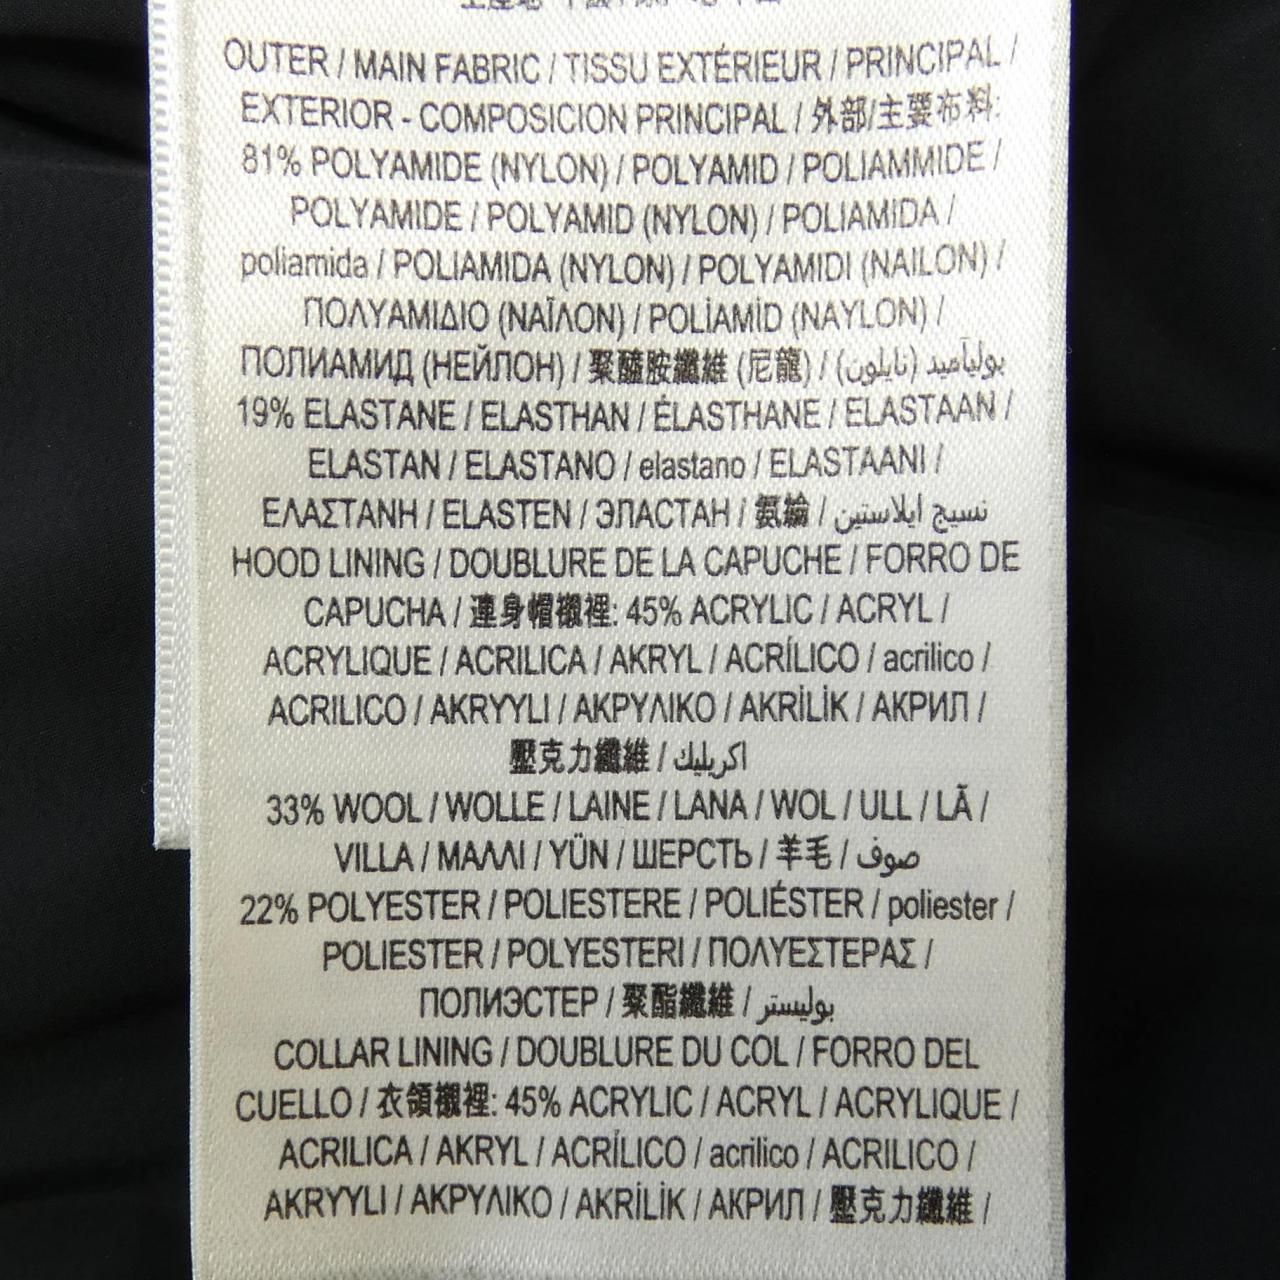 OUTER / MAIN FABRIC / TISSU EXTÉRIEUR / PRINCIPAL /
EXTERIOR - COMPOSICION PRINCIPAL / 外部/主要布料:
81% POLYAMIDE (NYLON) / POLYAMID / POLIAMMIDE /
POLYAMIDE / POLYAMID (NYLON) / POLIAMIDA /
poliamida / POLIAMIDA (NYLON) / POLYAMIDI (NAILON) /
ΠΟΛΥΑΜΙΔΙΟ (ΝΑΪΛΟΝ) / POLİAMİD (NAYLON) /
ПОЛИАМИД (НЕЙЛОН) / 聚醯胺纖維 (尼龍) / بوليآميد (نايلون)
19% ELASTANE / ELASTHAN / ÉLASTHANE / ELASTAAN /
ELASTAN / ELASTANO / elastano / ELASTAANI /
ΕΛΑΣΤΑΝΗ / ELASTEN / ЭЛАСТАН / 氨綸 / نسيج ايلاستين
HOOD LINING / DOUBLURE DE LA CAPUCHE / FORRO DE
CAPUCHA / 連身帽襯裡: 45% ACRYLIC / ACRYL /
ACRYLIQUE / ACRILICA / AKRYL / ACRÍLICO / acrilico /
ACRILICO / AKRYYLI / ΑΚΡΥΛΙΚΟ / AKRİLİK / АКРИЛ /
壓克力纖維 / اكريليك
33% WOOL / WOLLE / LAINE / LANA / WOL / ULL / LÃ /
VILLA / ΜΑΛΛΙ / YÜN / ШЕРСТЬ / 羊毛 / صوف
22% POLYESTER / POLIESTERE / POLIÉSTER / poliester /
POLIESTER / POLYESTERI / ΠΟΛΥΕΣΤΕΡΑΣ /
ПОЛИЭСТЕР / 聚酯纖維 / بوليستر
COLLAR LINING / DOUBLURE DU COL / FORRO DEL
CUELLO / 衣領襯裡: 45% ACRYLIC / ACRYL / ACRYLIQUE /
ACRILICA / AKRYL / ACRÍLICO / acrilico / ACRILICO /
AKRYYLI / ΑΚΡΥΛΙΚΟ / AKRİLİK / АКРИЛ / 壓克力纖維 /